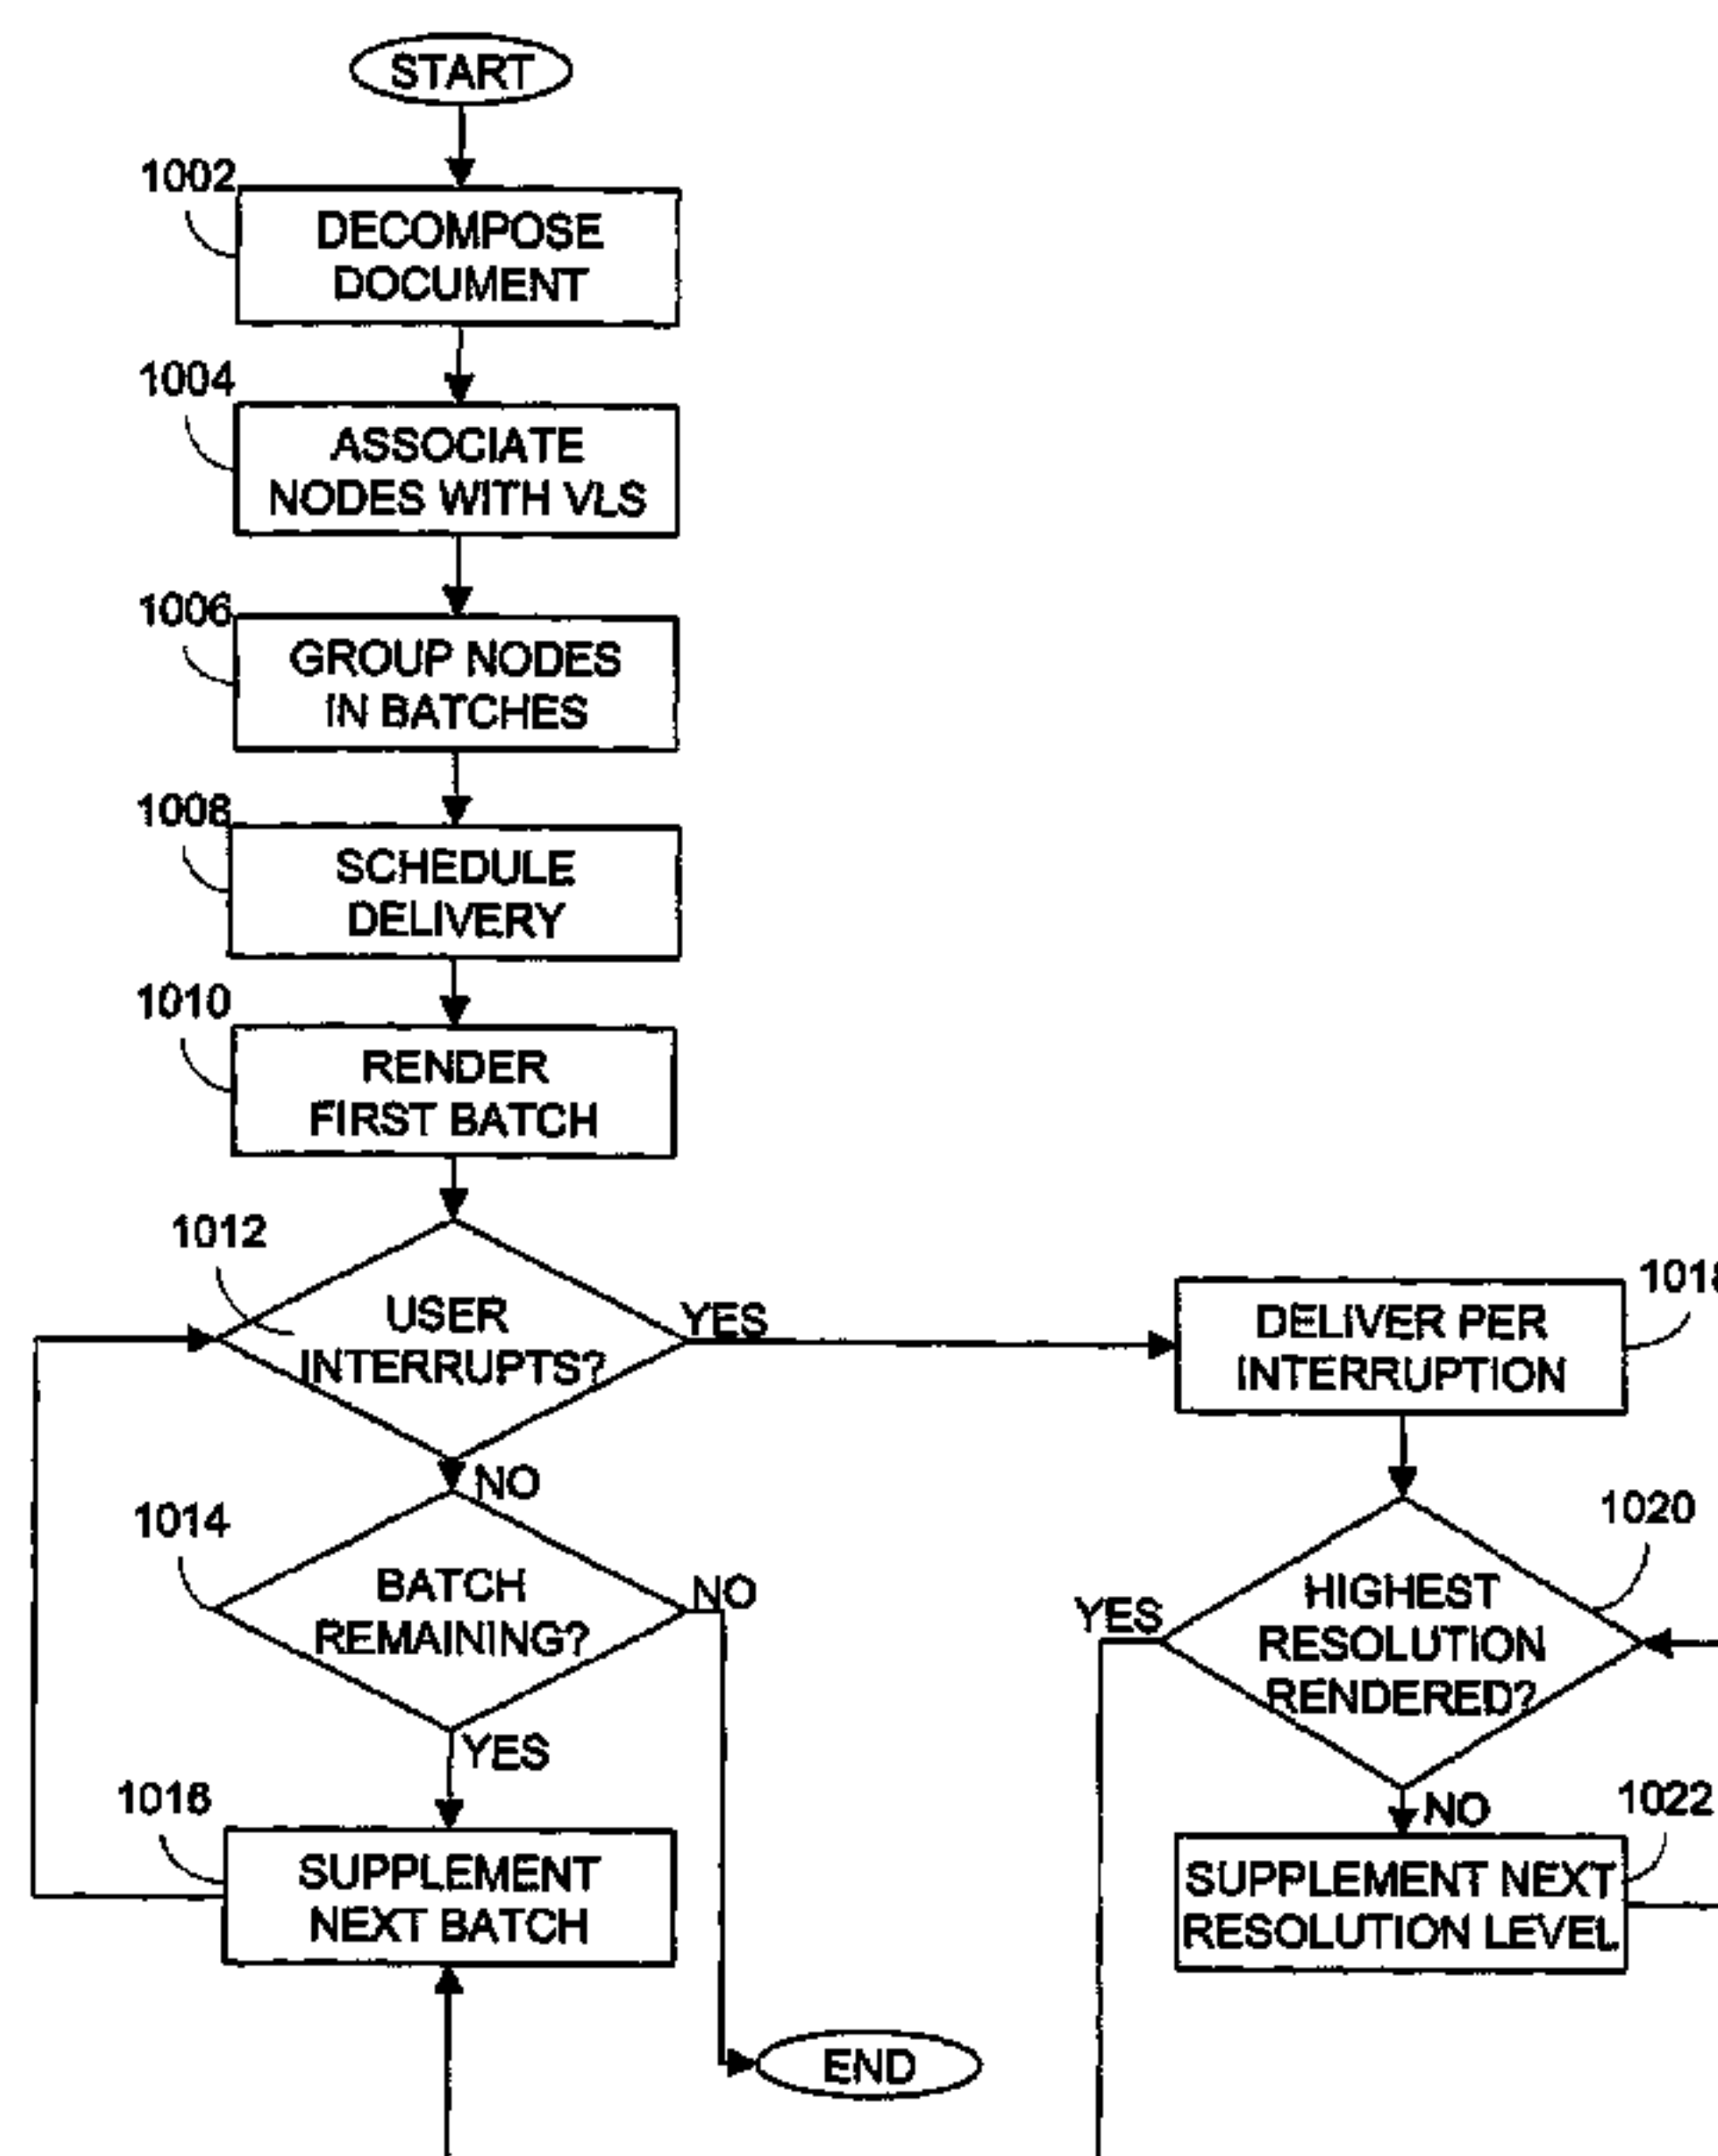 START
1002
DECOMPOSE
DOCUMENT
1004
ASSOCIATE
NODES WITH VLS
1006
GROUP NODES
IN BATCHES
1008
SCHEDULE
DELIVERY
1010
RENDER
FIRST BATCH
1012
USER
INTERRUPTS?
YES
1018
DELIVER PER
INTERRUPTION
NO
1014
BATCH
REMAINING?
NO
YES
1020
HIGHEST
RESOLUTION
RENDERED?
YES
NO
1016
SUPPLEMENT
NEXT BATCH
1022
SUPPLEMENT NEXT
RESOLUTION LEVEL
END